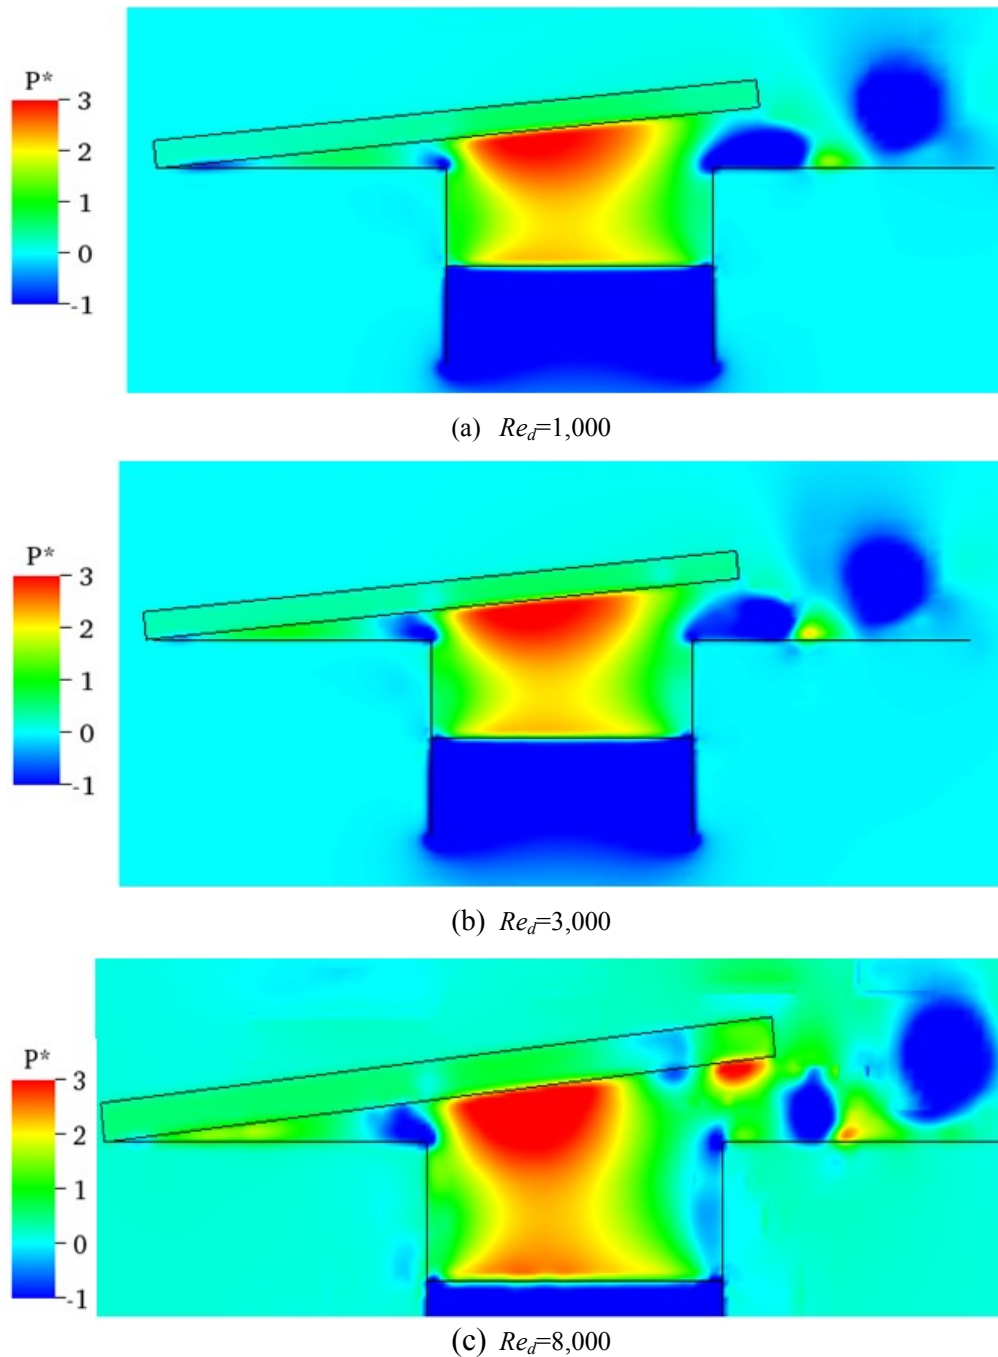 P*
3
2
1
0
-1
(a) Re_d=1,000
P*
3
2
1
0
-1
(b) Re_d=3,000
P*
3
2
1
0
-1
(c) Re_d=8,000